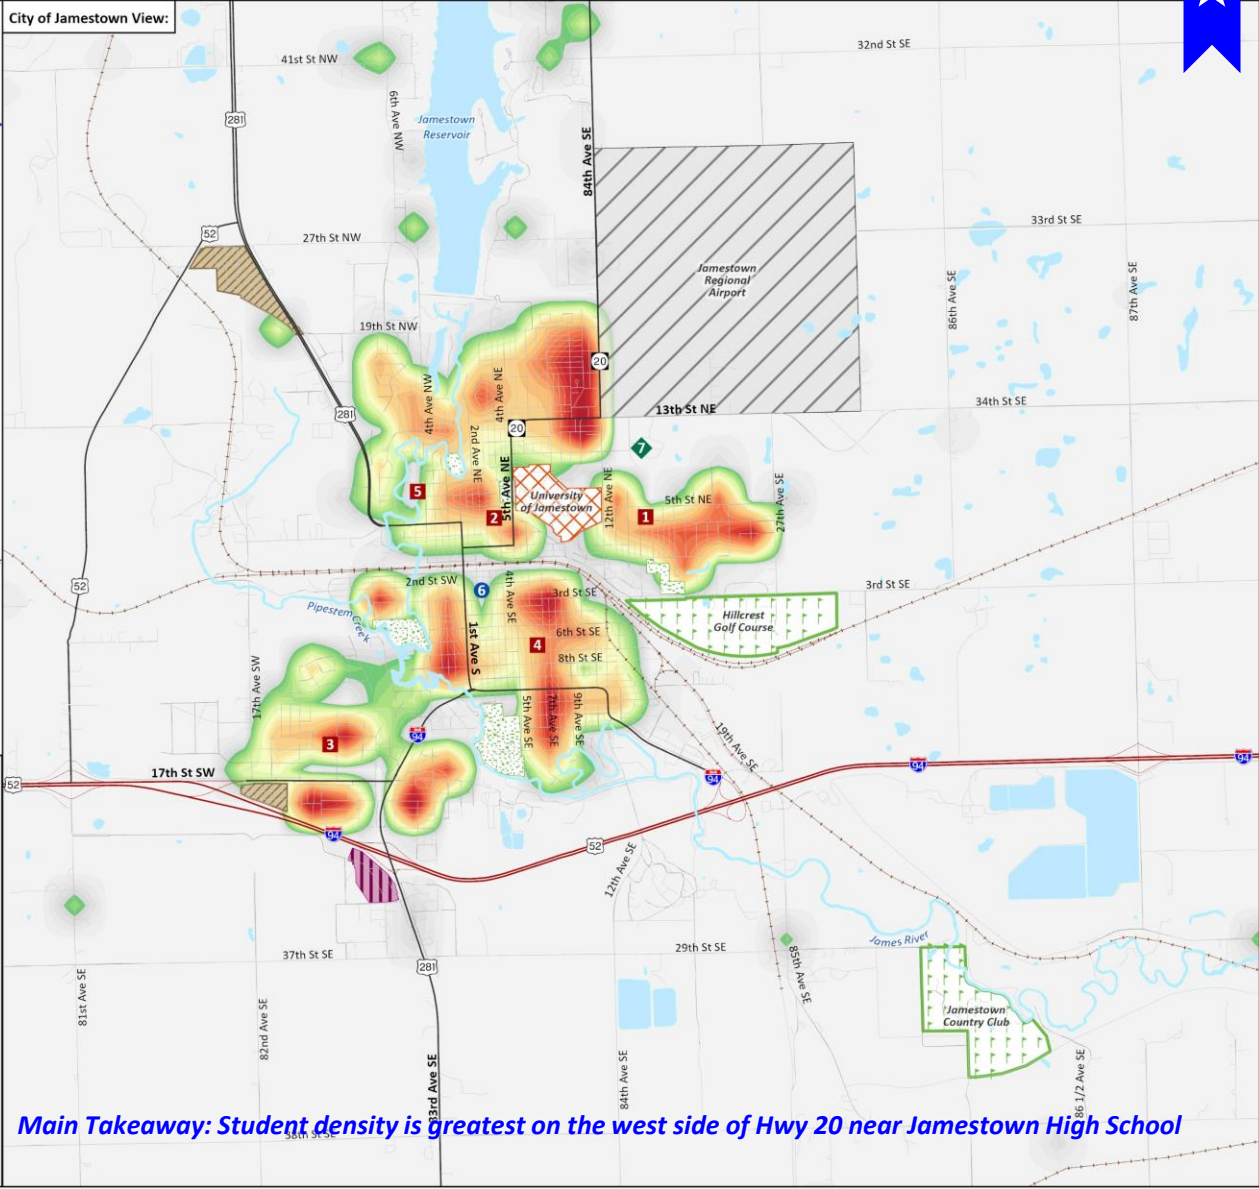 City of Jamestown View:
41st St NW
32nd St SE
281
6th Ave NW
Jamestown
Reservoir
84th Ave SE
33rd St SE
52
27th St NW
Jamestown
Regional
Airport
86th Ave SE
87th Ave SE
19th St NW
20
4th Ave NW
4th Ave NE
281
34th St SE
13th St NE
20
2nd Ave NE
7
5th Ave NE
5
University
of Jamestown
12th Ave NE
5th St NE
27th Ave SE
2
1
52
2nd St SW
6
4th Ave SE
3rd St SE
3rd St SE
Pipestem
Creek
1st Ave S
6th St SE
Hillcrest
Golf Course
4
8th St SE
17th Ave SW
5th Ave SE
7th Ave SE
9th Ave SE
94
3
19th Ave SE
17th St SW
52
94
94
94
94
52
12th Ave SE
James River
29th St SE
37th St SE
281
85th Ave SE
81st Ave SE
82nd Ave SE
Jamestown
Country Club
83rd Ave SE
84th Ave SE
86 1/2 Ave SE
Main Takeaway: Student density is greatest on the west side of Hwy 20 near Jamestown High School
38th St SE